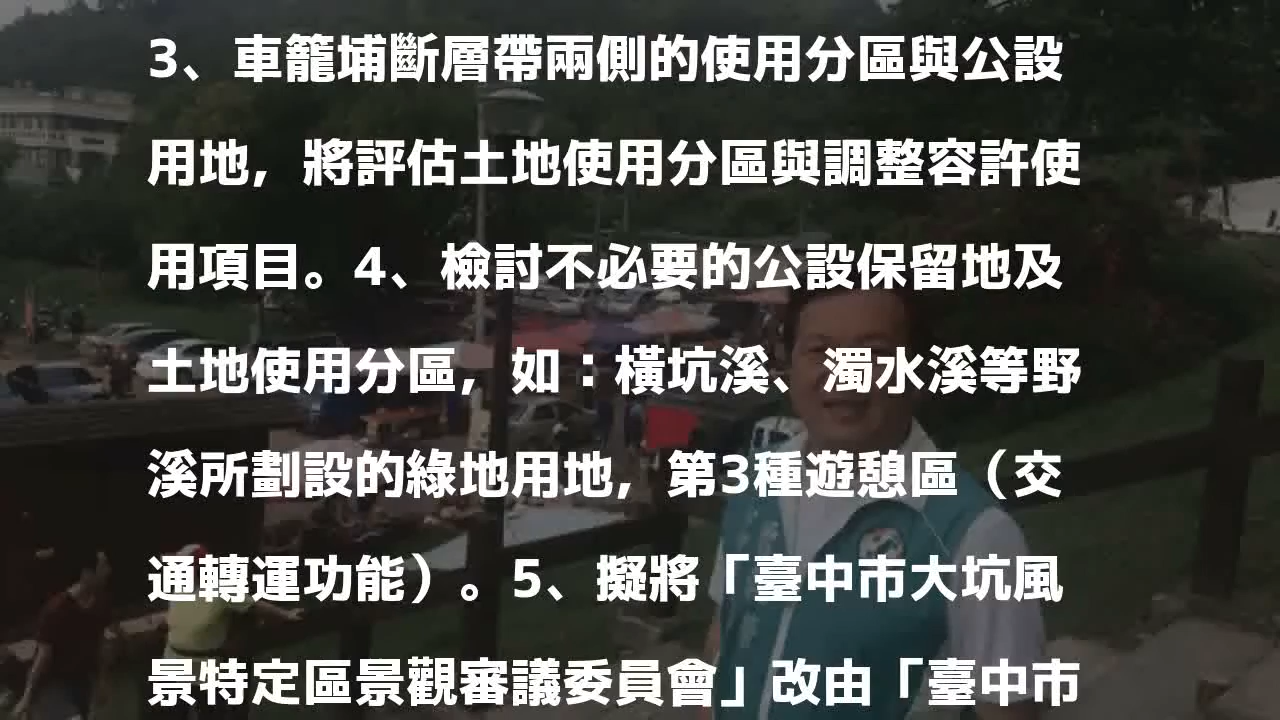 3、車籠埔斷層帶兩側的使用分區與公設
用地，將評估土地使用分區與調整容許使
用項目。4、檢討不必要的公設保留地及
土地使用分區，如：橫坑溪、濁水溪等野
溪所劃設的綠地用地，第3種遊憩區（交
通轉運功能）。5、擬將「臺中市大坑風
景特定區景觀審議委員會」改由「臺中市